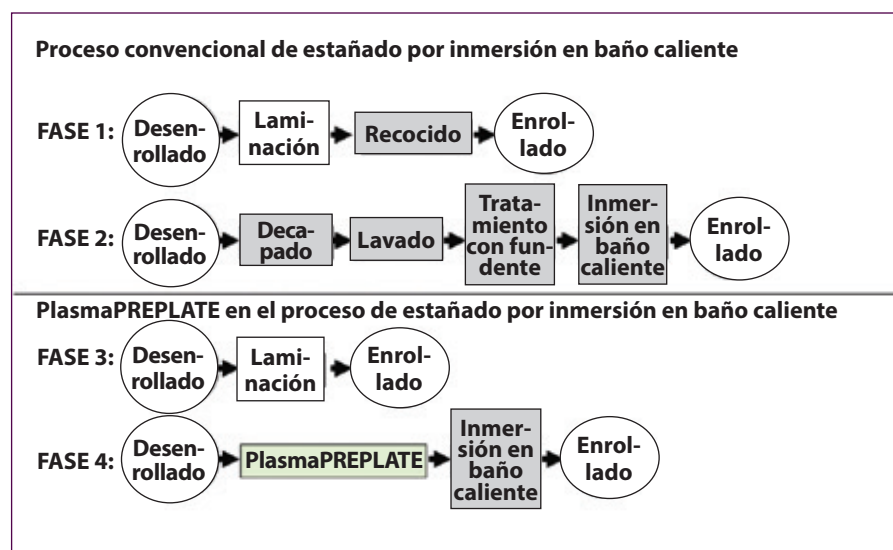 Proceso convencional de estañado por inmersión en baño caliente
FASE 1:
Desen-
rollado
Lami-
nación
Recocido
Enrol-
lado
FASE 2:
Desen-
rollado
Deca-
pado
Lavado
Trata-
miento
con fun-
dente
Inmer-
sión en
baño
caliente
Enrol-
lado
PlasmaPREPLATE en el proceso de estañado por inmersión en baño caliente
FASE 3:
Desen-
rollado
Lami-
nación
Enrol-
lado
FASE 4:
Desen-
rollado
PlasmaPREPLATE
Inmer-
sión en
baño
caliente
Enrol-
lado